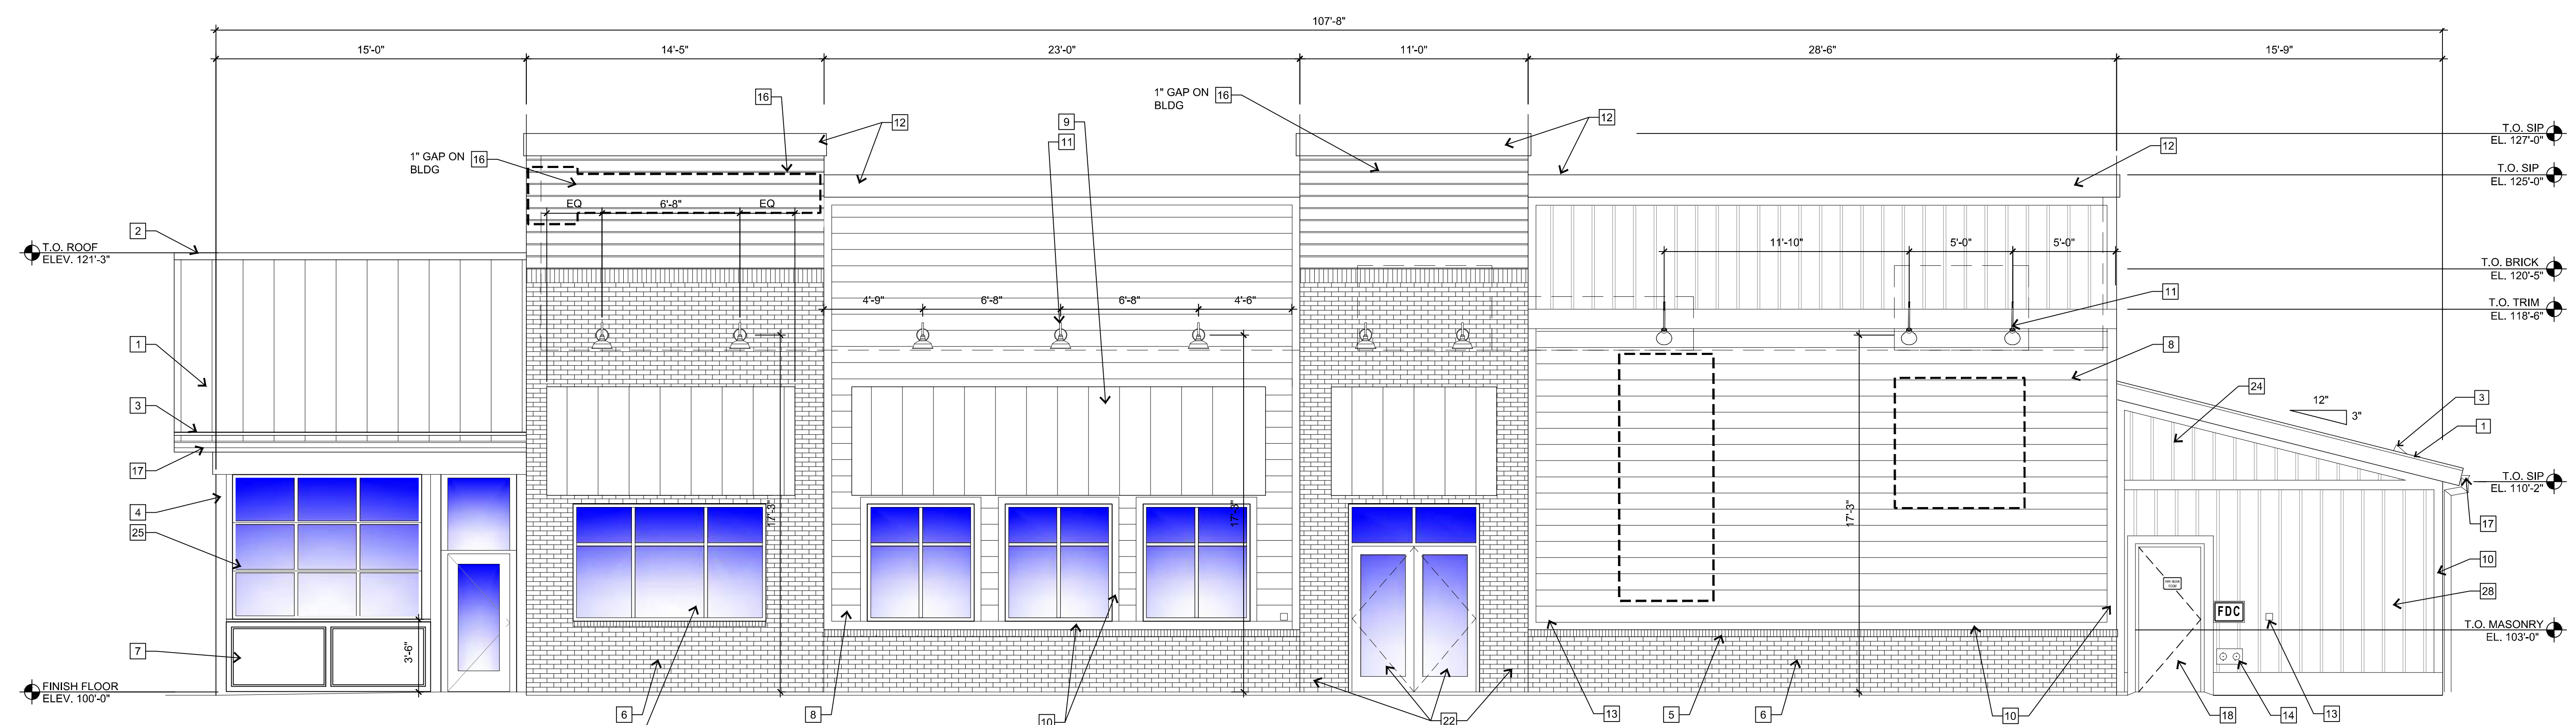 107'-8"
15'-0"
14'-5"
23'-0"
11'-0"
28'-6"
15'-9"
1" GAP ON
BLDG
16
16
12
9
11
1" GAP ON
BLDG
16
12
12
T.O. SIP
EL. 127'-0"
T.O. SIP
EL. 125'-0"
2
T.O. ROOF
ELEV. 121'-3"
EQ
6'-8"
EQ
11'-10"
5'-0"
5'-0"
T.O. BRICK
EL. 120'-5"
T.O. TRIM
EL. 118'-6"
4'-9"
6'-8"
6'-8"
4'-6"
11
1
8
24
12"
3"
3
3
1
17
T.O. SIP
EL. 110'-2"
4
17'-3"
17'-3"
17'-3"
17
25
10
28
FDC
T.O. MASONRY
EL. 103'-0"
7
3'-6"
FINISH FLOOR
ELEV. 100'-0"
6
8
10
22
13
5
6
10
18
14
13